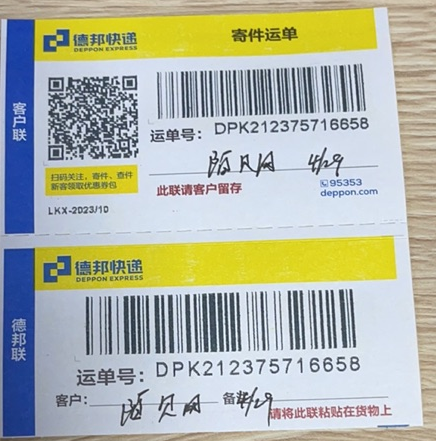 德邦快递
DEPPON EXPRESS
寄件运单
客户联
运单号: DPK212375716658
4/29
扫码关注，寄件、查件
新客领取优惠券包
此联请客户留存
95353
deppon.com
LKX-2023/10
德邦快递
DEPPON EXPRESS
德邦联
运单号: DPK212375716658
客户: 备 4/29
请将此联粘贴在货物上